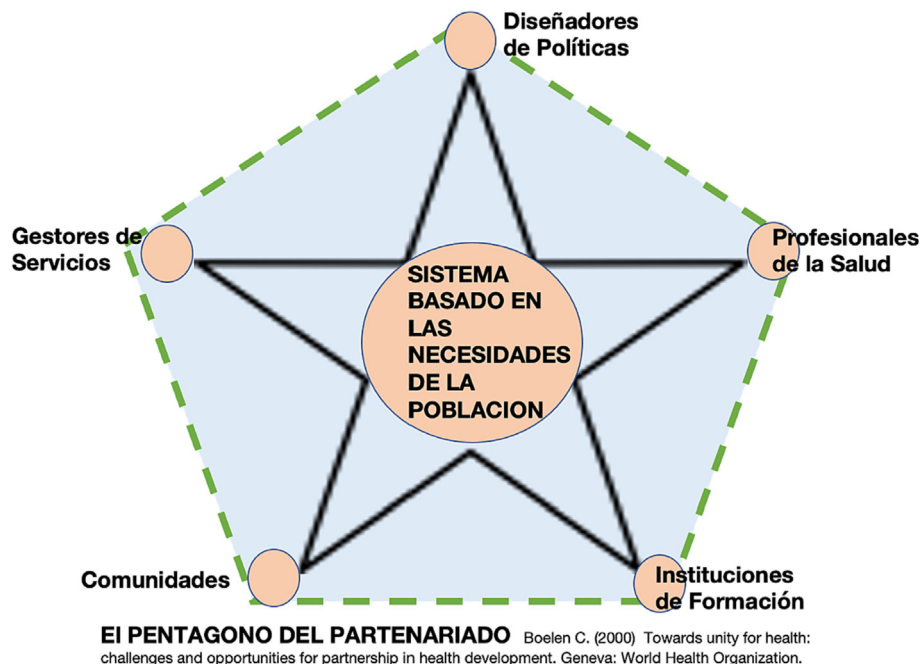 Diseñadores
de Políticas
Gestores de
Servicios
Profesionales
de la Salud
SISTEMA
BASADO EN
LAS
NECESIDADES
DE LA
POBLACION
Comunidades
Instituciones
de Formación
El PENTAGONO DEL PARTENARIADO Boelen C. (2000) Towards unity for health:
challenges and opportunities for partnership in health development. Geneva: World Health Organization.